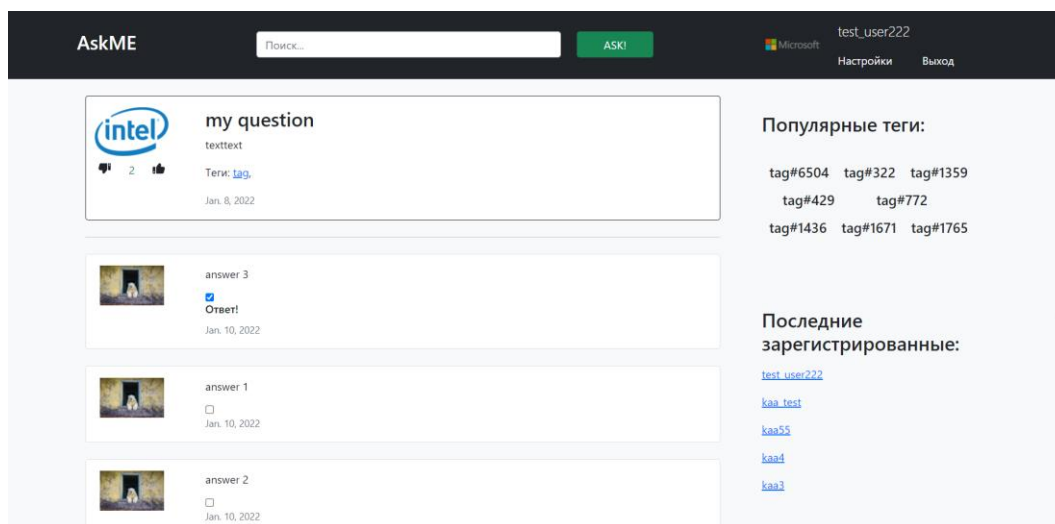 AskME
Поиск...
ASK!
Microsoft
test_user222
Настройки
Выход
intel
2
my question
texttext
Теги: tag,
Jan. 8, 2022
answer 3
Ответ!
Jan. 10, 2022
answer 1
Jan. 10, 2022
answer 2
Jan. 10, 2022
Популярные теги:
tag#6504 tag#322 tag#1359
tag#429 tag#772
tag#1436 tag#1671 tag#1765
Последние
зарегистрированные:
test_user222
kaa_test
kaa55
kaa4
kaa3